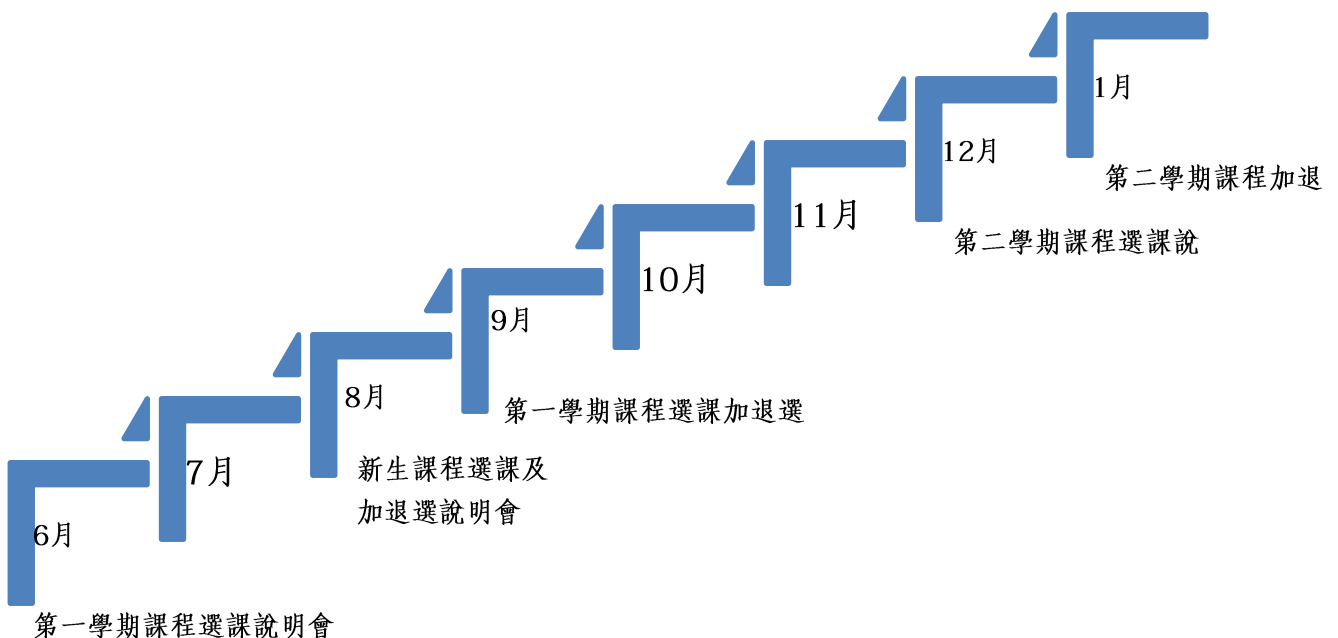 6月
第一學期課程選課說明會
7月
8月
新生課程選課及
加退選說明會
9月
第一學期課程選課加退選
10月
11月
12月
第二學期課程選課說
1月
第二學期課程加退